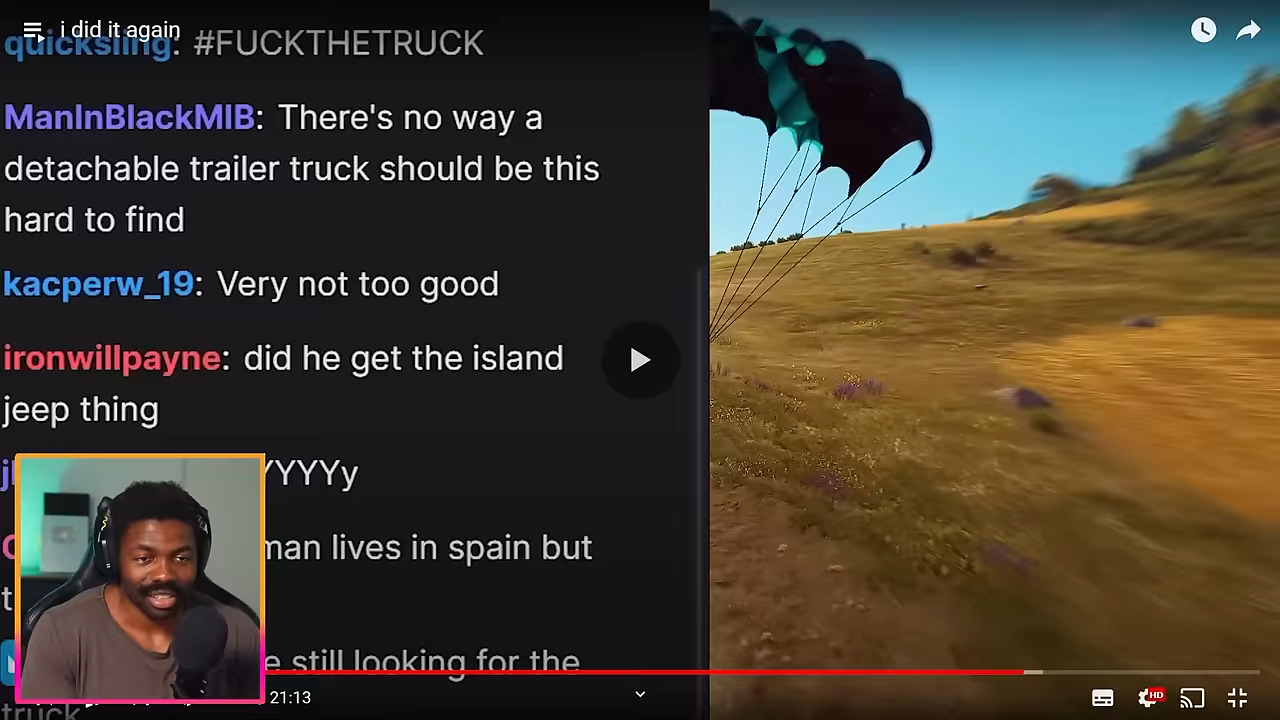 i did it again
quicksling: #FUCKTHETRUCK
ManInBlackMIB: There's no way a
detachable trailer truck should be this
hard to find
kacperw_19: Very not too good
ironwillpayne: did he get the island
jeep thing
YYYYy
man lives in spain but
still looking for the
21:13
HD
truck